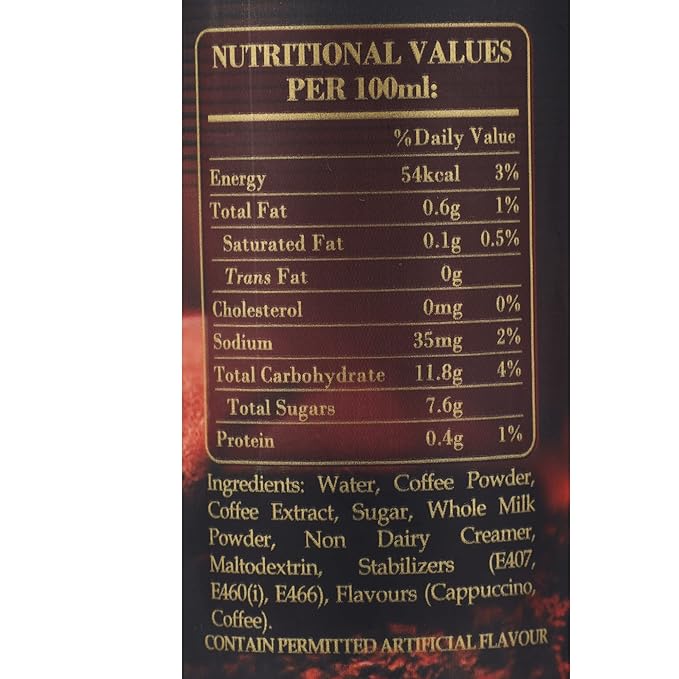 NUTRITIONAL VALUES
PER 100ml:
% Daily Value
Energy 54kcal 3%
Total Fat 0.6g 1%
Saturated Fat 0.1g 0.5%
Trans Fat 0g
Cholesterol 0mg 0%
Sodium 35mg 2%
Total Carbohydrate 11.8g 4%
Total Sugars 7.6g
Protein 0.4g 1%
Ingredients: Water, Coffee Powder,
Coffee Extract, Sugar, Whole Milk
Powder, Non Dairy Creamer,
Maltodextrin, Stabilizers (E407,
E460(i), E466), Flavours (Cappuccino,
Coffee).
CONTAIN PERMITTED ARTIFICIAL FLAVOUR